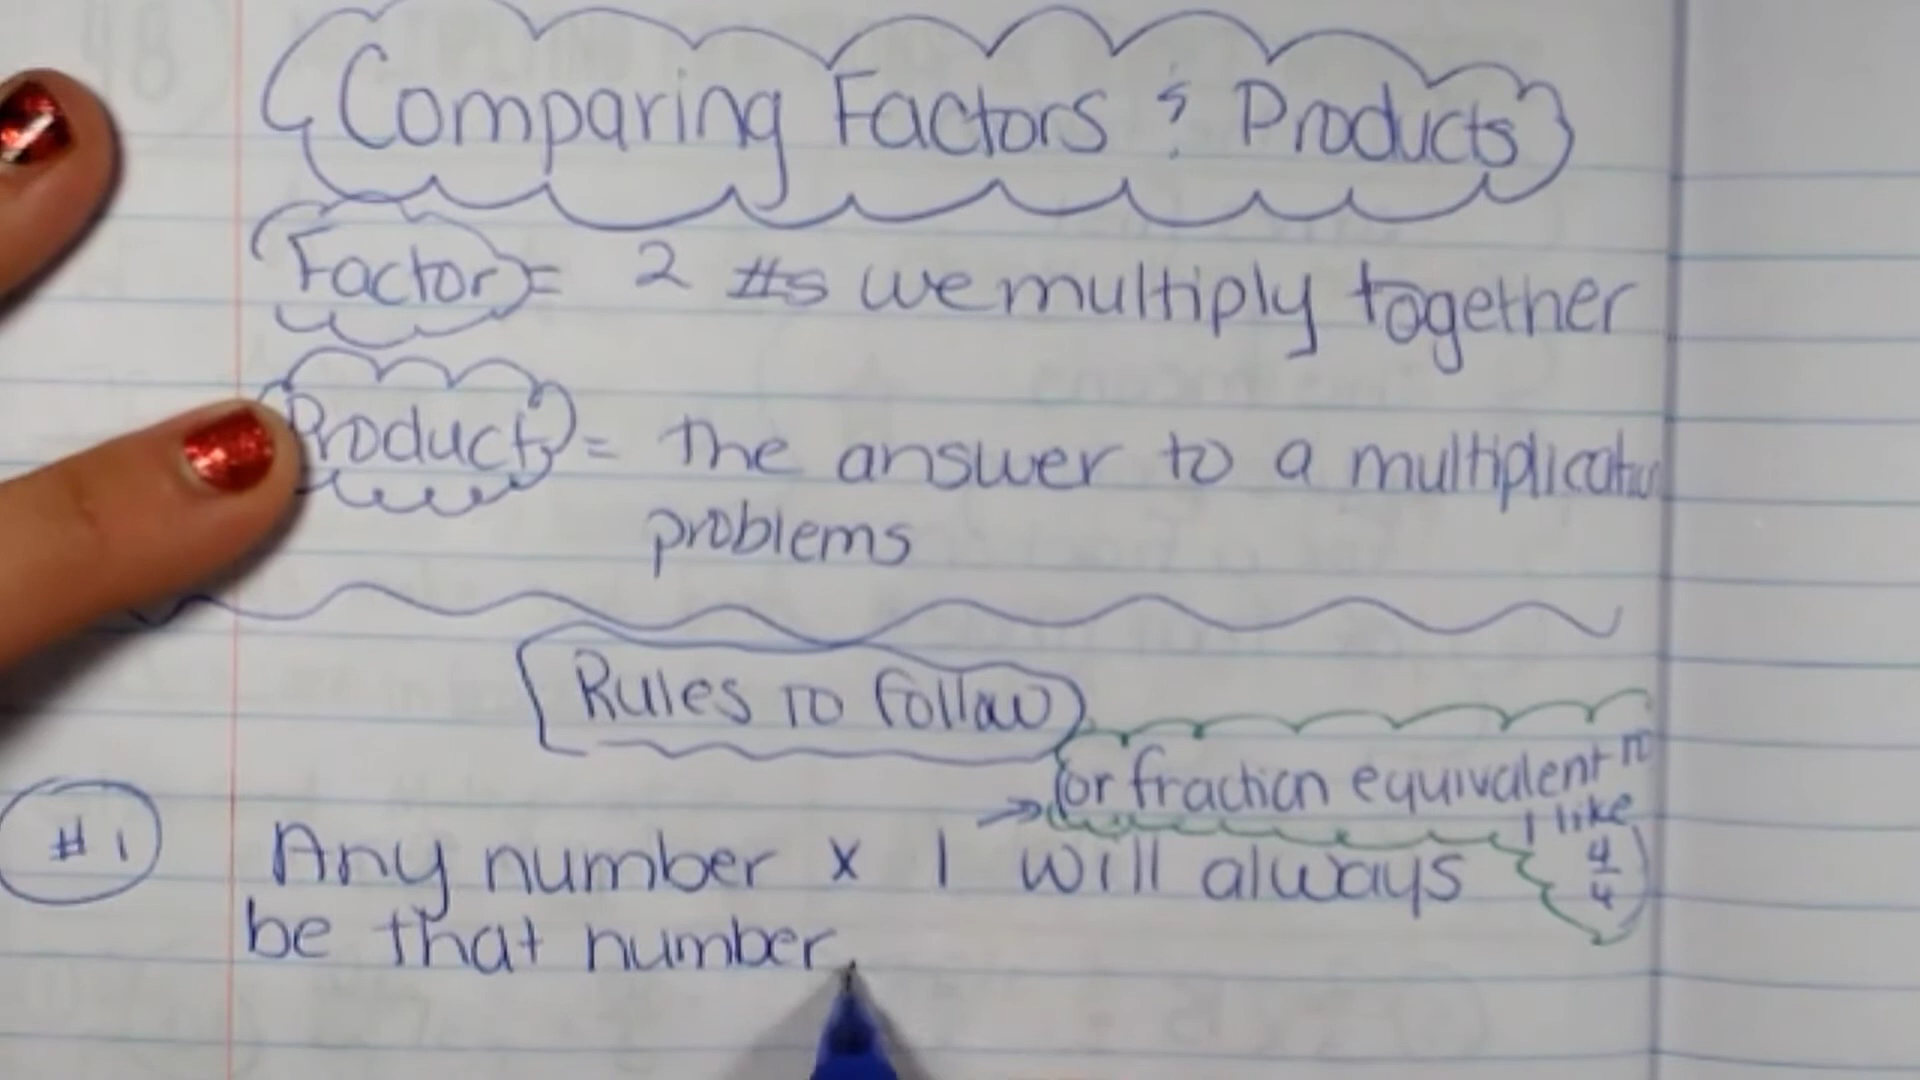 Comparing Factors & Products
Factor = 2 #s we multiply together
Product = the answer to a multiplication
problems
Rules to follow
or fraction equivalent to
1 like
4/4
#1
Any number x 1 will always
be that number.